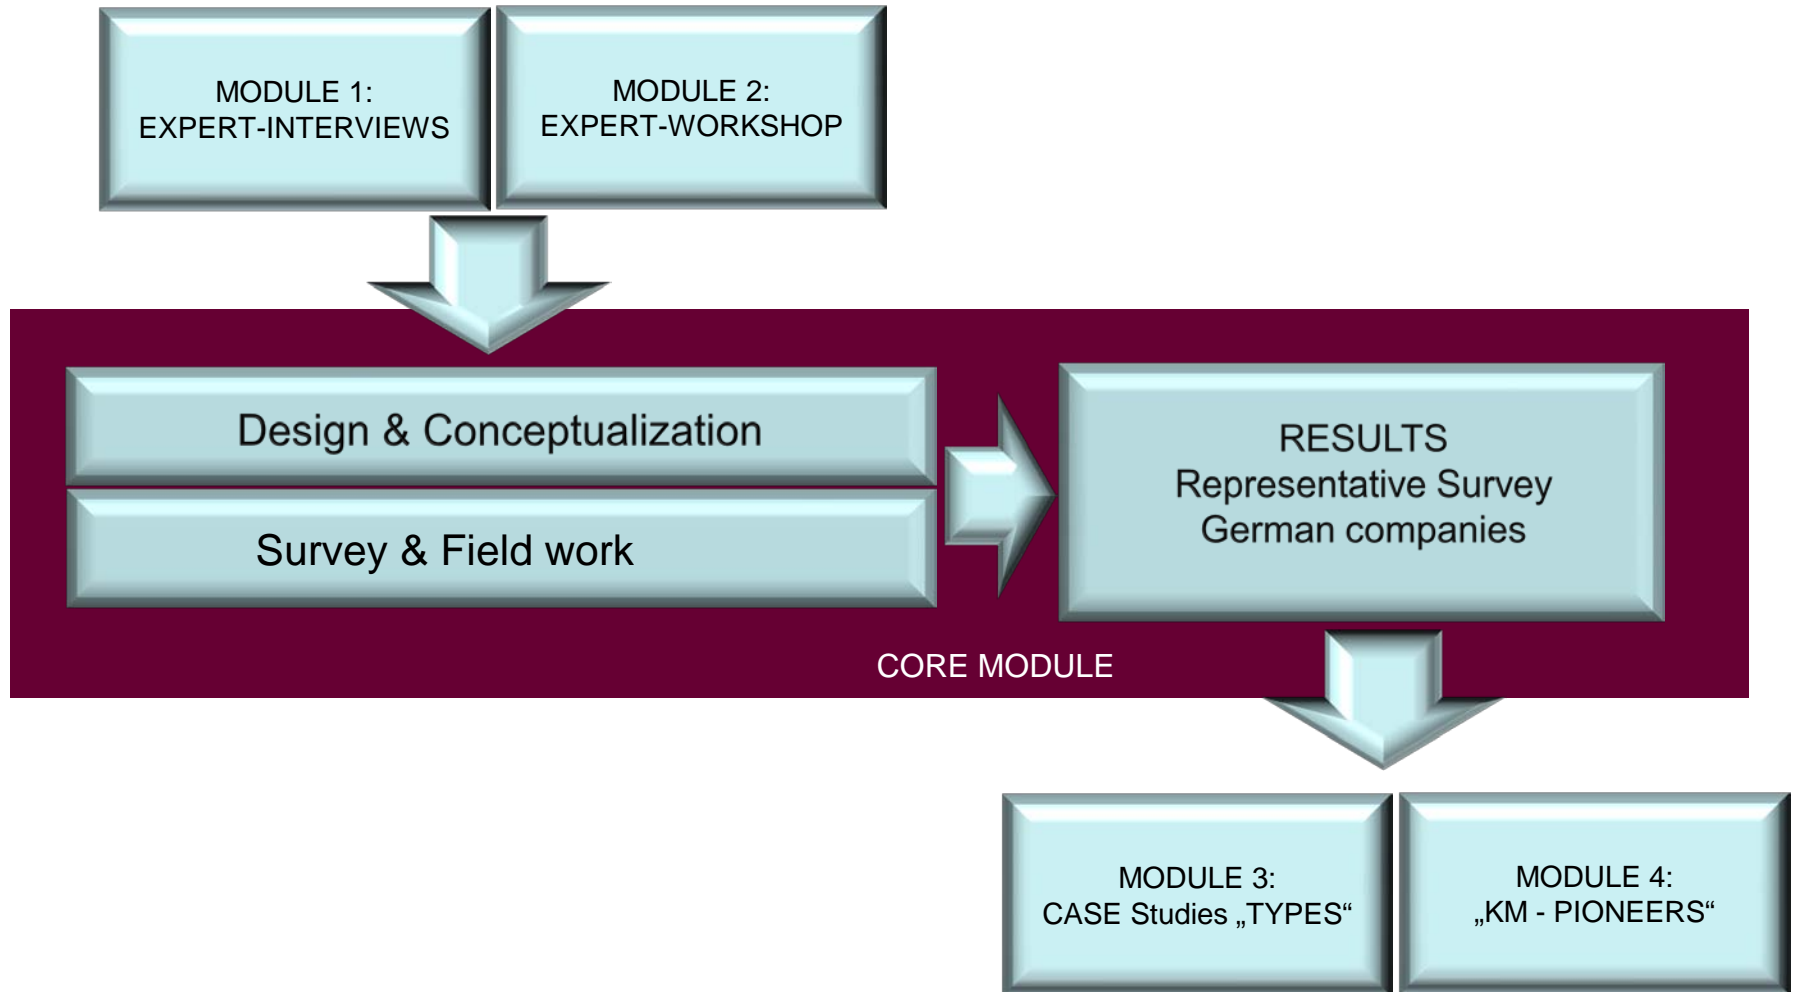 MODULE 1:
EXPERT-INTERVIEWS
MODULE 2:
EXPERT-WORKSHOP
Design & Conceptualization
Survey & Field work
RESULTS
Representative Survey
German companies
CORE MODULE
MODULE 3:
CASE Studies „TYPES“
MODULE 4:
„KM - PIONEERS“